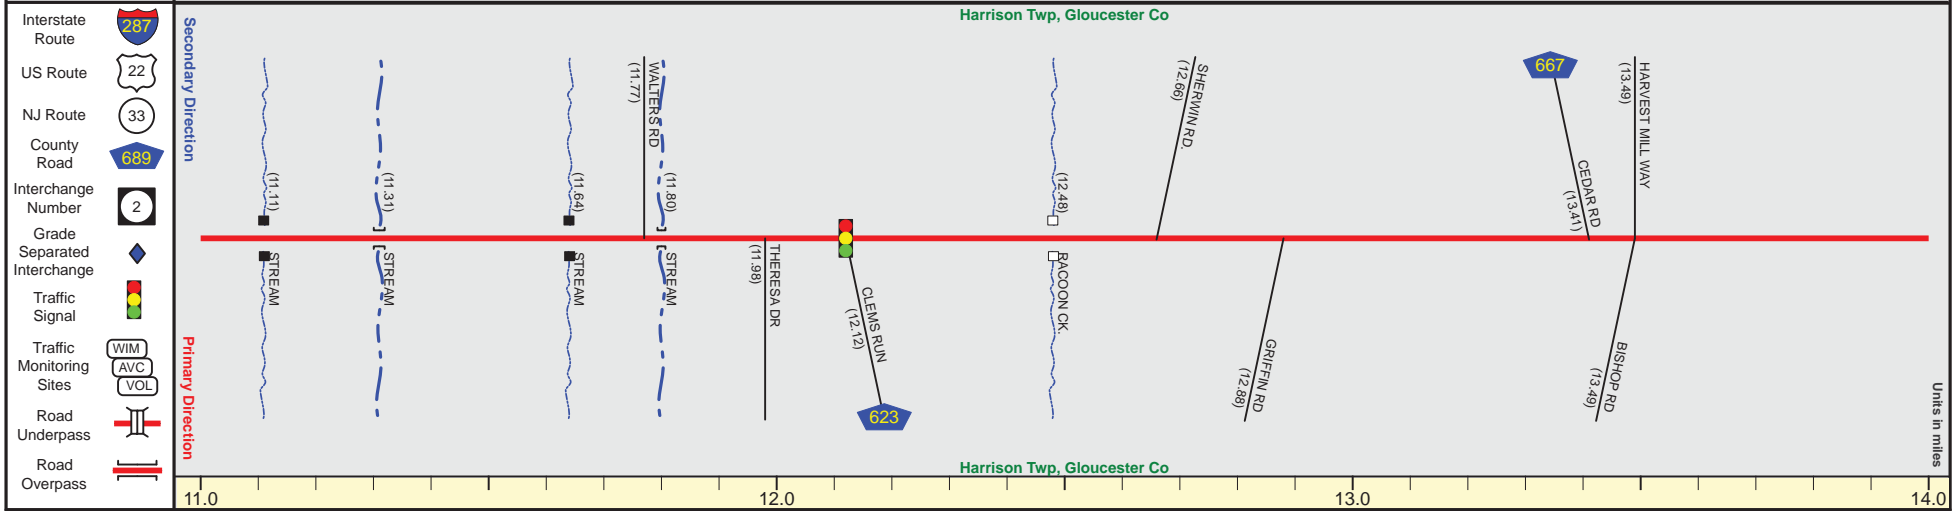 Interstate
Route
287
US Route
22
NJ Route
33
County
Road
689
Interchange
Number
2
Grade
Separated
Interchange
Traffic
Signal
Traffic
Monitoring
Sites
WIM
AVC
VOL
Road
Underpass
Road
Overpass
Secondary Direction
Primary Direction
Harrison Twp, Gloucester Co
(11.11)
STREAM
(11.31)
STREAM
(11.64)
STREAM
WALTERS RD
(11.77)
(11.80)
STREAM
THERESA DR
(11.98)
CLEMS RUN
(12.12)
623
(12.48)
RACOON CK.
SHERWIN RD.
(12.66)
GRIFFIN RD
(12.88)
667
CEDAR RD
(13.41)
HARVEST MILL WAY
(13.49)
BISHOP RD
(13.49)
Units in miles
Harrison Twp, Gloucester Co
11.0
12.0
13.0
14.0